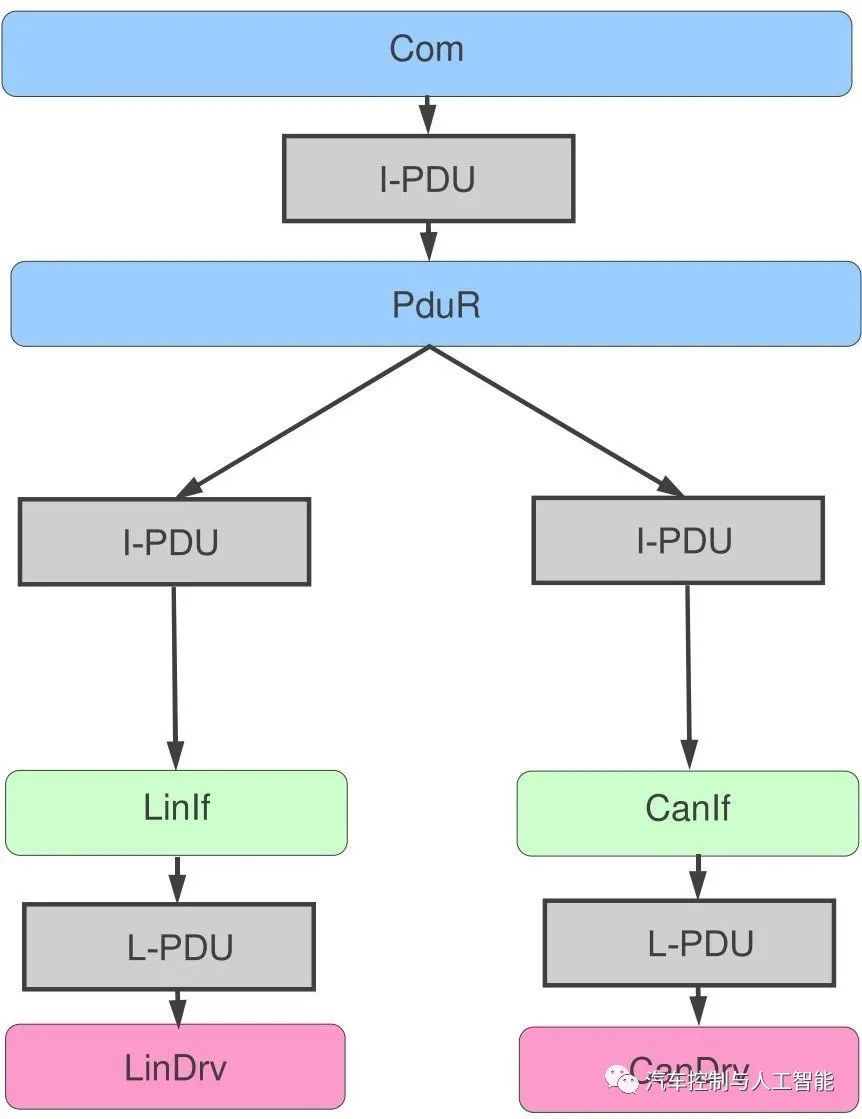 Com
I-PDU
PduR
I-PDU
I-PDU
LinIf
CanIf
L-PDU
L-PDU
LinDrv
CanDrv
汽车控制与人工智能